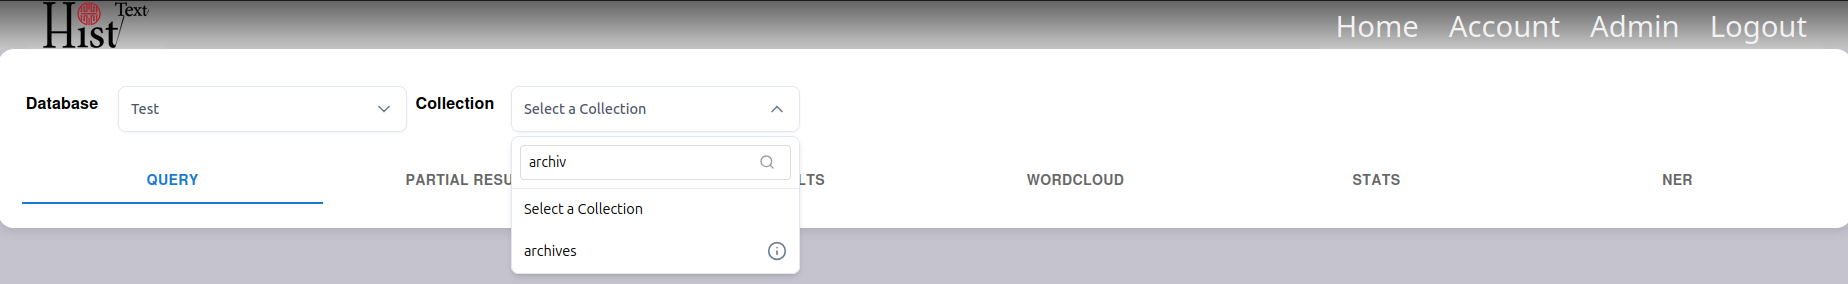 Hist Text
Home Account Admin Logout
Database Test Collection Select a Collection
archiv
QUERY PARTIAL RESU LTS WORDCLOUD STATS NER
Select a Collection
archives